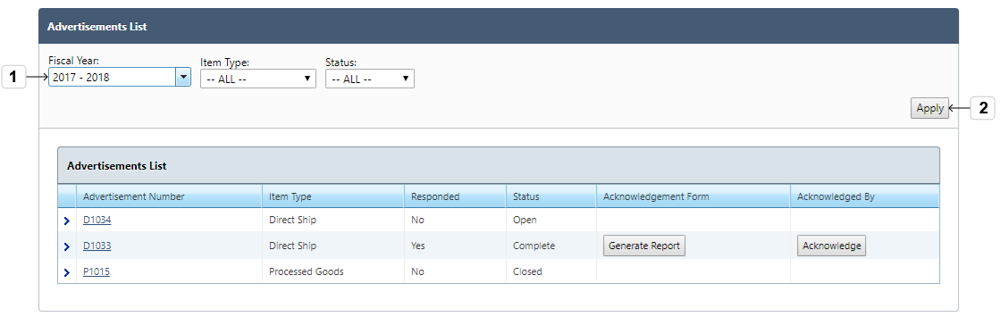 Advertisements List
Fiscal Year: Item Type: Status:
1 2017 - 2018 -- ALL -- -- ALL --
Apply 2
Advertisements List
Advertisement Number Item Type Responded Status Acknowledgement Form Acknowledged By
D1034 Direct Ship No Open
D1033 Direct Ship Yes Complete Generate Report Acknowledge
P1015 Processed Goods No Closed